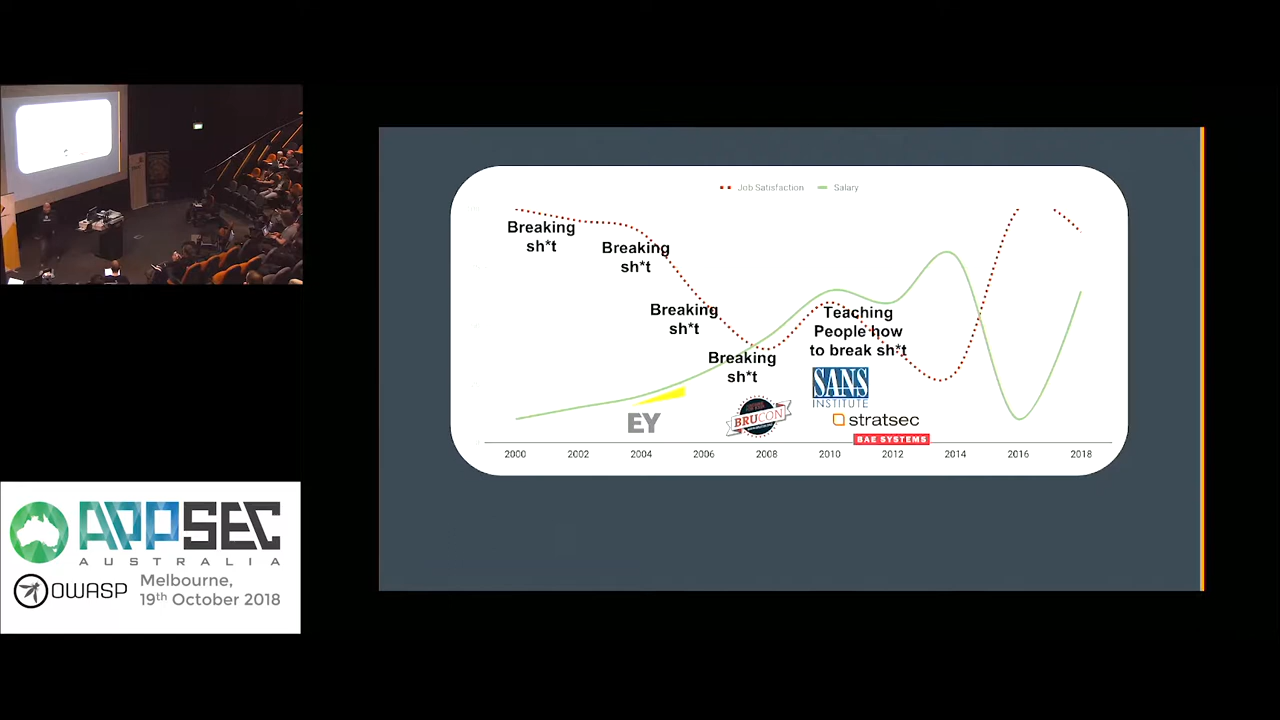 Job Satisfaction
Salary
Breaking
sh*t
Breaking
sh*t
Breaking
sh*t
Breaking
sh*t
Teaching
People how
to break sh*t
EY
BRUCON
SANS
INSTITUTE
stratsec
BAE SYSTEMS
2000 2002 2004 2006 2008 2010 2012 2014 2016 2018
APPSEC
AUSTRALIA
OWASP
Melbourne,
19th October 2018